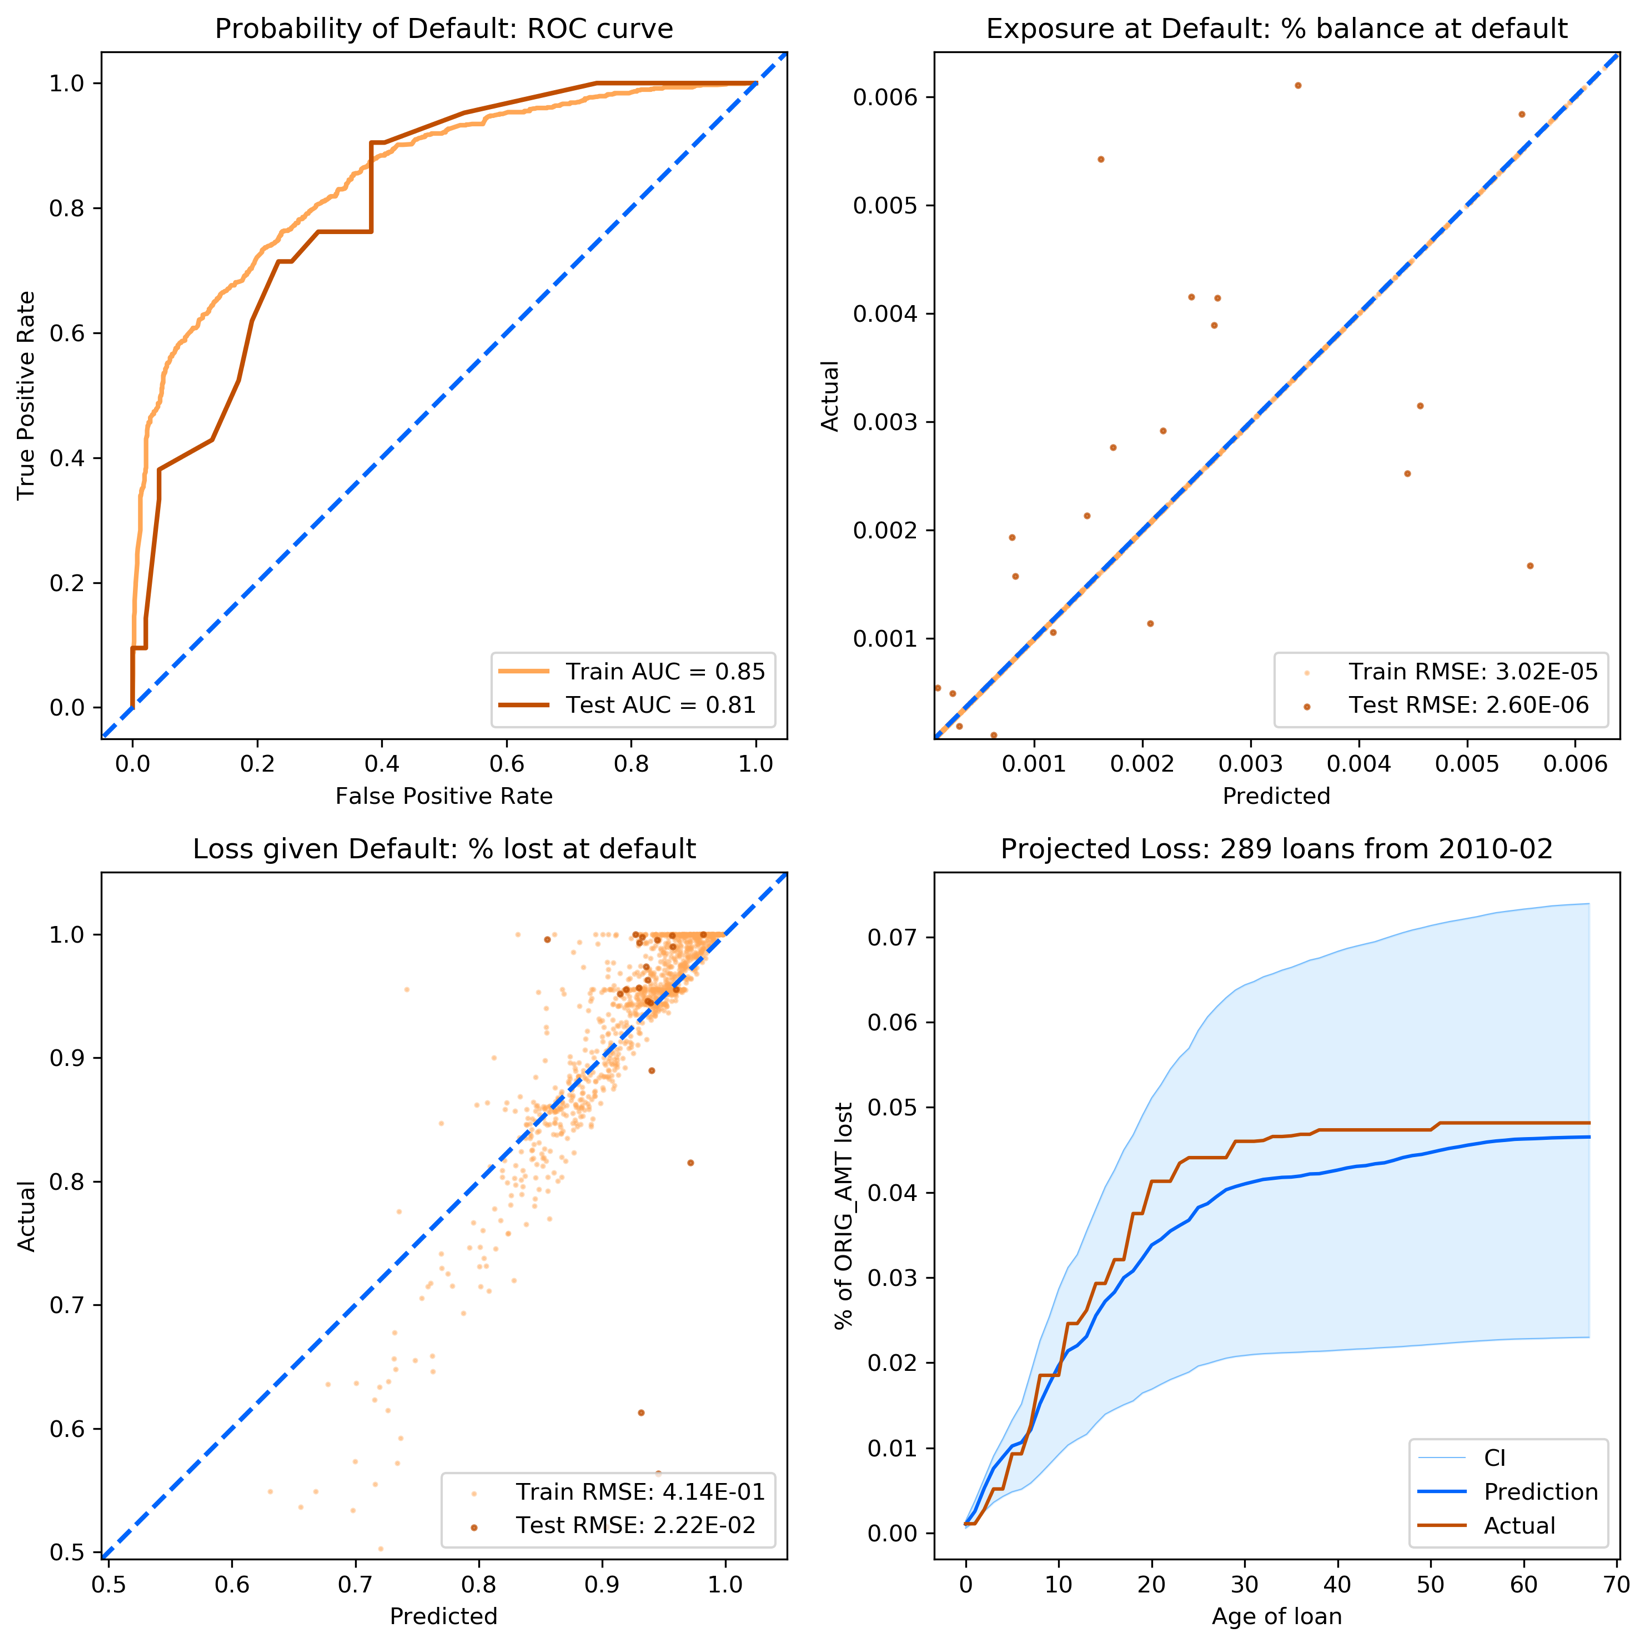 Probability of Default: ROC curve
True Positive Rate
1.0
0.8
0.6
0.4
0.2
0.0
Train AUC = 0.85
Test AUC = 0.81
0.0 0.2 0.4 0.6 0.8 1.0
False Positive Rate
Exposure at Default: % balance at default
Actual
0.006
0.005
0.004
0.003
0.002
0.001
Train RMSE: 3.02E-05
Test RMSE: 2.60E-06
0.001 0.002 0.003 0.004 0.005 0.006
Predicted
Loss given Default: % lost at default
Actual
1.0
0.9
0.8
0.7
0.6
0.5
Train RMSE: 4.14E-01
Test RMSE: 2.22E-02
0.5 0.6 0.7 0.8 0.9 1.0
Predicted
Projected Loss: 289 loans from 2010-02
% of ORIG_AMT lost
0.07
0.06
0.05
0.04
0.03
0.02
0.01
0.00
CI
Prediction
Actual
0 10 20 30 40 50 60 70
Age of loan